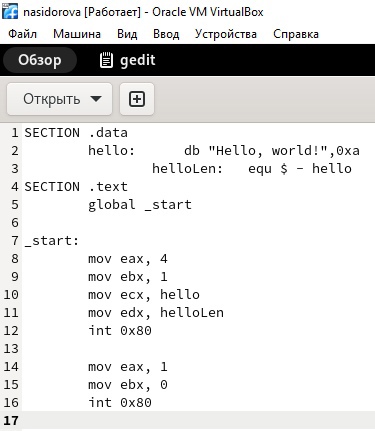 nasidorova [Работает] - Oracle VM VirtualBox
Файл Машина Вид Ввод Устройства Справка
Обзор gedit
Открыть
1 SECTION .data
2 hello: db "Hello, world!",0xa
3 helloLen: equ $ - hello
4 SECTION .text
5 global _start
6
7 _start:
8 mov eax, 4
9 mov ebx, 1
10 mov ecx, hello
11 mov edx, helloLen
12 int 0x80
13
14 mov eax, 1
15 mov ebx, 0
16 int 0x80
17